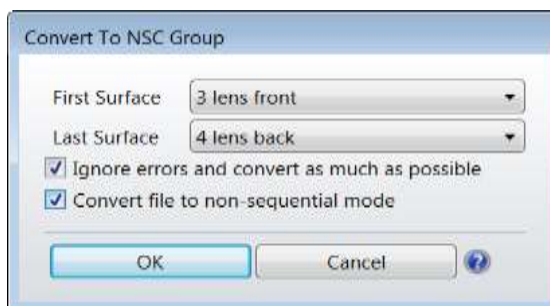 Convert To NSC Group
First Surface 3 lens front
Last Surface 4 lens back
Ignore errors and convert as much as possible
Convert file to non-sequential mode
OK Cancel ?